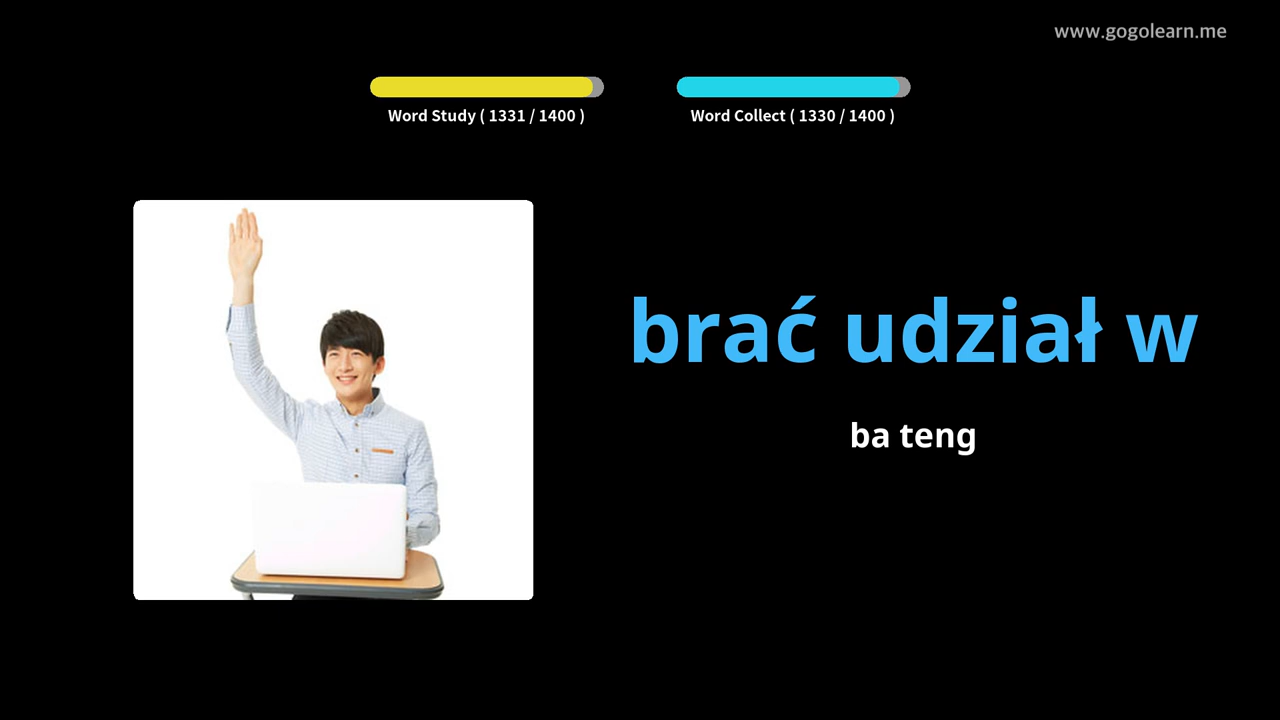 www.gogolearn.me
Word Study ( 1331 / 1400 )
Word Collect ( 1330 / 1400 )
brać udział w
ba teng